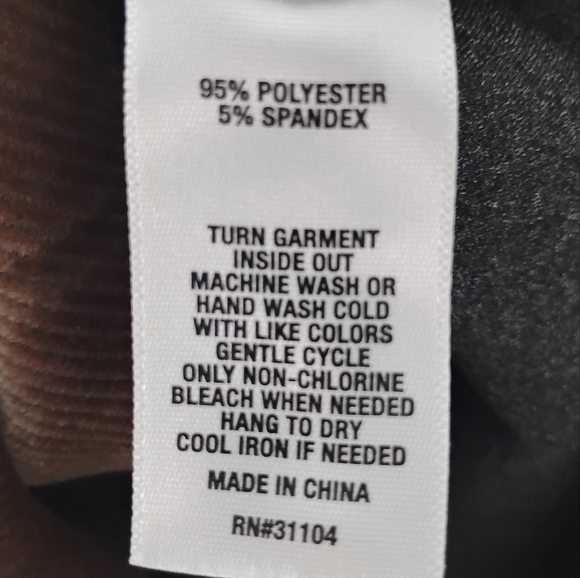 95% POLYESTER
5% SPANDEX
TURN GARMENT
INSIDE OUT
MACHINE WASH OR
HAND WASH COLD
WITH LIKE COLORS
GENTLE CYCLE
ONLY NON-CHLORINE
BLEACH WHEN NEEDED
HANG TO DRY
COOL IRON IF NEEDED
MADE IN CHINA
RN#31104